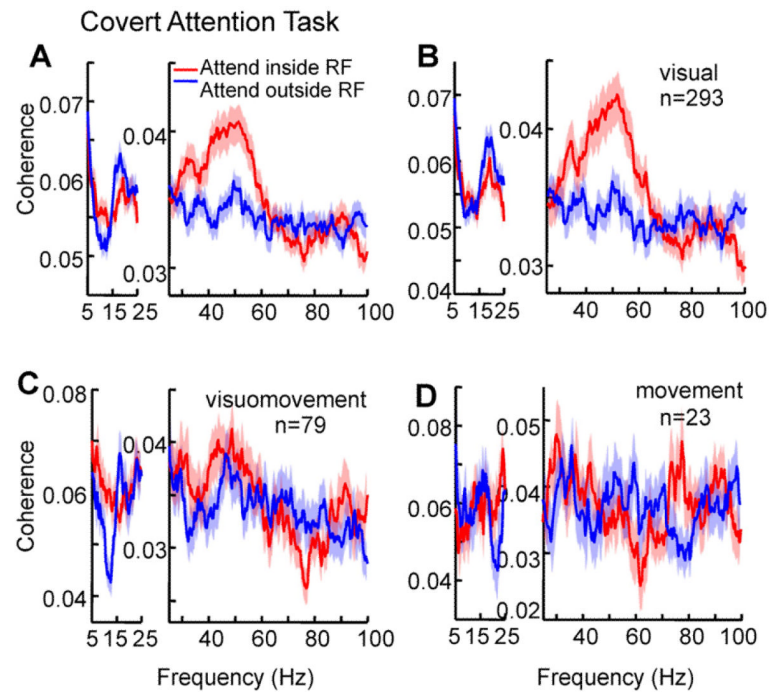 Covert Attention Task
A
Attend inside RF
Attend outside RF
Coherence
0.07
0.06
0.05
0.04
0.03
5 15 25
40 60 80 100
B
visual
n=293
0.07
0.06
0.05
0.04
0.04
0.03
5 15 25
40 60 80 100
C
visuomovement
n=79
Coherence
0.08
0.06
0.04
0.04
0.03
5 15 25
40 60 80 100
Frequency (Hz)
D
movement
n=23
0.08
0.06
0.04
0.05
0.04
0.03
0.02
5 15 25
40 60 80 100
Frequency (Hz)